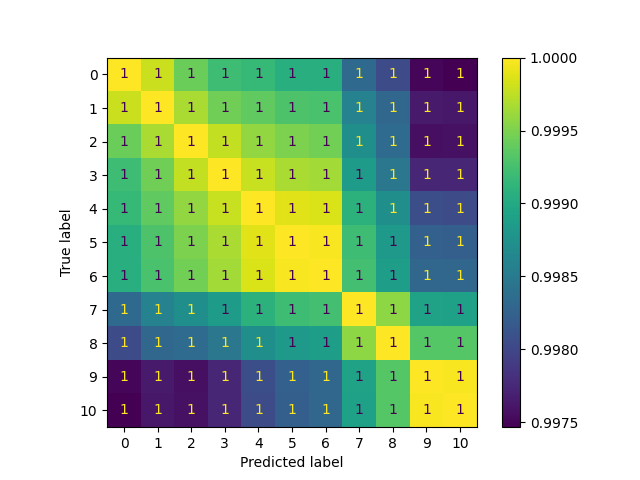 0 1 1 1 1 1 1 1 1 1 1 1 1.0000
1 1 1 1 1 1 1 1 1 1 1 1
2 1 1 1 1 1 1 1 1 1 1 1 0.9995
3 1 1 1 1 1 1 1 1 1 1 1
4 1 1 1 1 1 1 1 1 1 1 1 0.9990
True label
5 1 1 1 1 1 1 1 1 1 1 1
6 1 1 1 1 1 1 1 1 1 1 1 0.9985
7 1 1 1 1 1 1 1 1 1 1 1
8 1 1 1 1 1 1 1 1 1 1 1 0.9980
9 1 1 1 1 1 1 1 1 1 1 1
10 1 1 1 1 1 1 1 1 1 1 1 0.9975
0 1 2 3 4 5 6 7 8 9 10
Predicted label